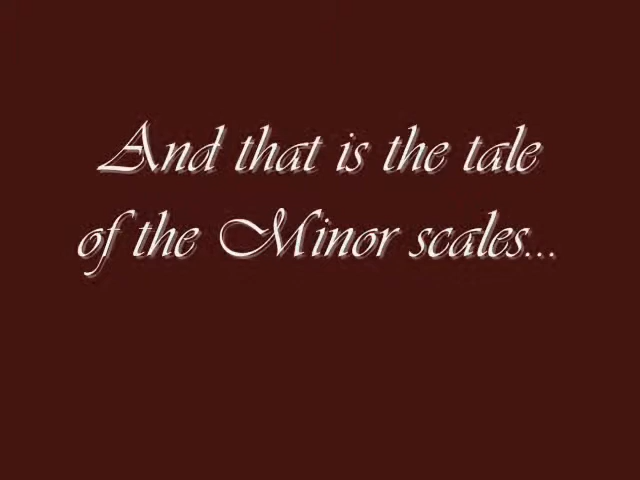 And that is the tale
of the Minor scales...